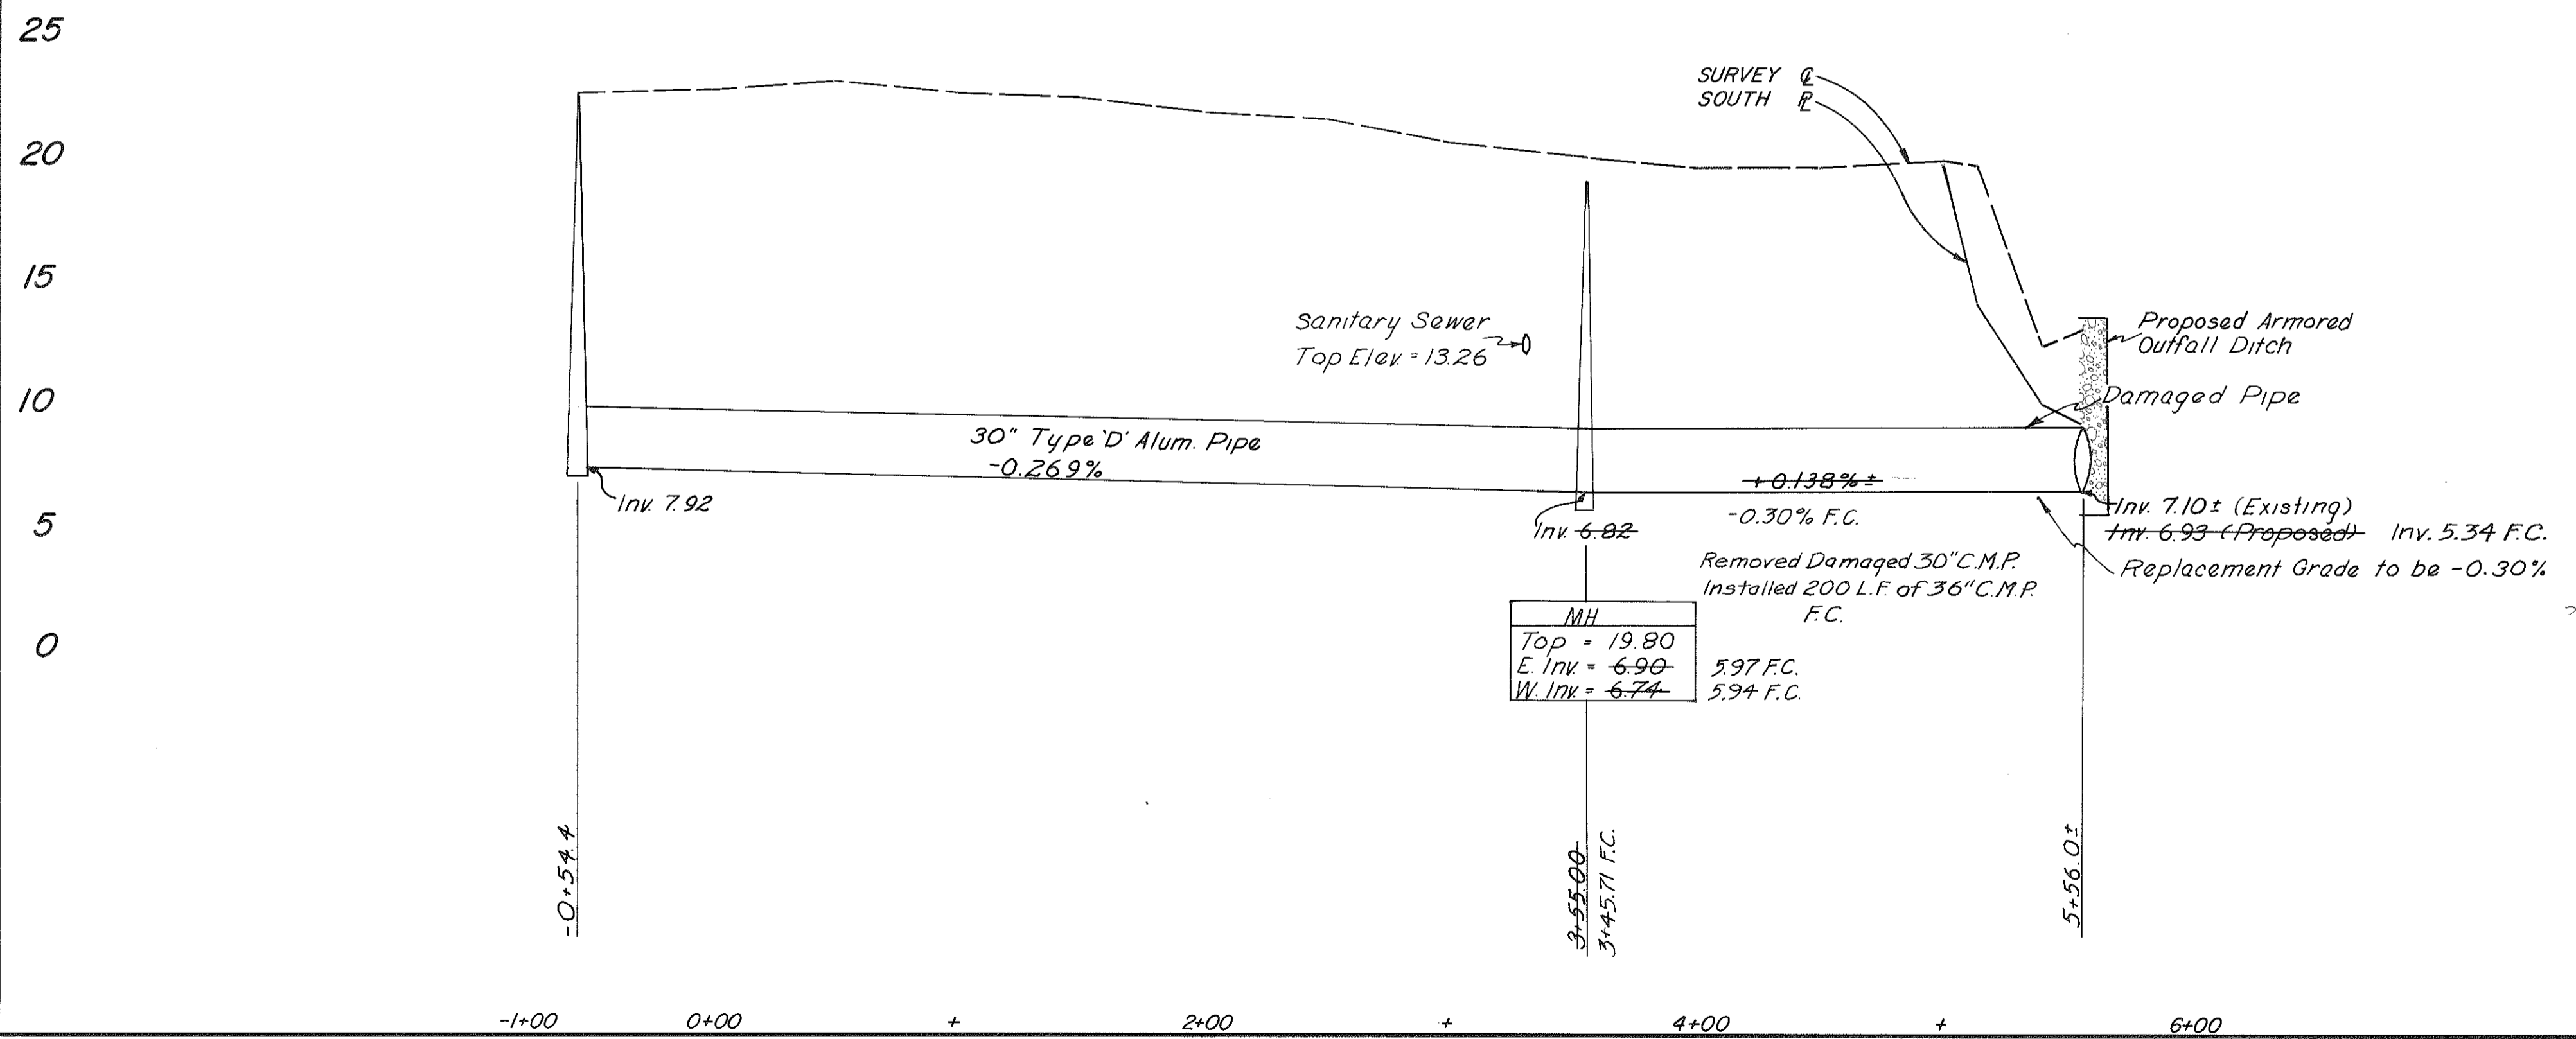 25
20
15
10
5
0
SURVEY ℄
SOUTH ⅊
Sanitary Sewer
Top Elev. = 13.26
Proposed Armored
Outfall Ditch
Damaged Pipe
30" Type 'D' Alum. Pipe
-0.269%
Inv. 7.92
+0.138% ±
-0.30% F.C.
Inv. 6.82
Inv. 7.10± (Existing)
Inv. 6.93 (Proposed) Inv. 5.34 F.C.
Replacement Grade to be -0.30%
Removed Damaged 30" C.M.P.
Installed 200 L.F. of 36" C.M.P.
F.C.
MH
Top = 19.80
E. Inv. = 6.90 5.97 F.C.
W. Inv. = 6.74 5.94 F.C.
-0+54.4
3+55.00
3+45.71 F.C.
5+56.0±
-1+00 0+00 + 2+00 + 4+00 + 6+00